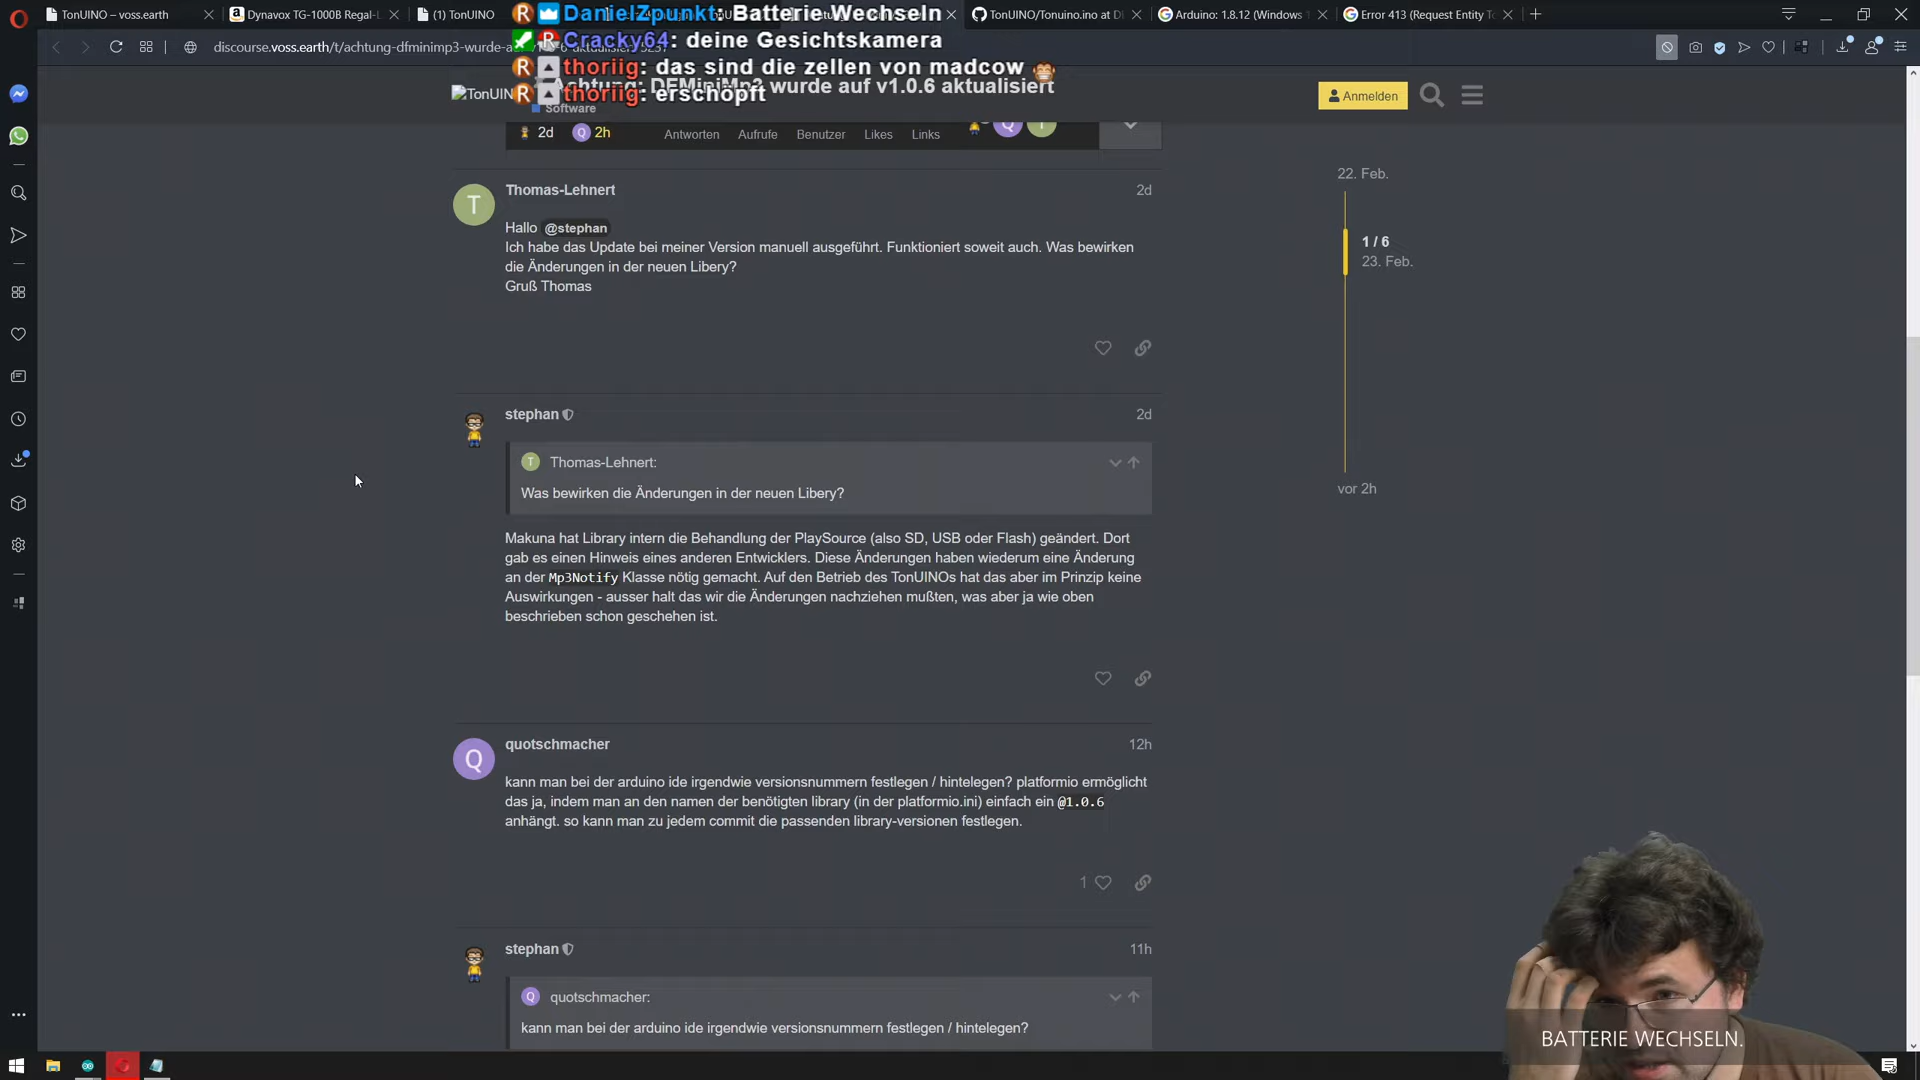 TonUINO – voss.earth
Dynavox TG-1000B Regal-L
(1) TonUINO
TonUINO/Tonuino.ino at D
Arduino: 1.8.12 (Windows 1
Error 413 (Request Entity To
DanielZpunkt: Batterie Wechseln
Cracky64: deine Gesichtskamera
thoriig: das sind die zellen von madcow
thoriig: erschöpft
discourse.voss.earth/t/achtung-dfminimp3-wurde-a
Achtung: DFMiniMp3 wurde auf v1.0.6 aktualisiert
Software
Anmelden
2d
2h
Antworten
Aufrufe
Benutzer
Likes
Links
Thomas-Lehnert
2d
Hallo @stephan
Ich habe das Update bei meiner Version manuell ausgeführt. Funktioniert soweit auch. Was bewirken
die Änderungen in der neuen Libery?
Gruß Thomas
22. Feb.
1 / 6
23. Feb.
vor 2h
stephan
2d
Thomas-Lehnert:
Was bewirken die Änderungen in der neuen Libery?
Makuna hat Library intern die Behandlung der PlaySource (also SD, USB oder Flash) geändert. Dort
gab es einen Hinweis eines anderen Entwicklers. Diese Änderungen haben wiederum eine Änderung
an der Mp3Notify Klasse nötig gemacht. Auf den Betrieb des TonUINOs hat das aber im Prinzip keine
Auswirkungen - ausser halt das wir die Änderungen nachziehen mußten, was aber ja wie oben
beschrieben schon geschehen ist.
quotschmacher
12h
kann man bei der arduino ide irgendwie versionsnummern festlegen / hintelegen? platformio ermöglicht
das ja, indem man an den namen der benötigten library (in der platformio.ini) einfach ein @1.0.6
anhängt. so kann man zu jedem commit die passenden library-versionen festlegen.
1
stephan
11h
quotschmacher:
kann man bei der arduino ide irgendwie versionsnummern festlegen / hintelegen?
BATTERIE WECHSELN.